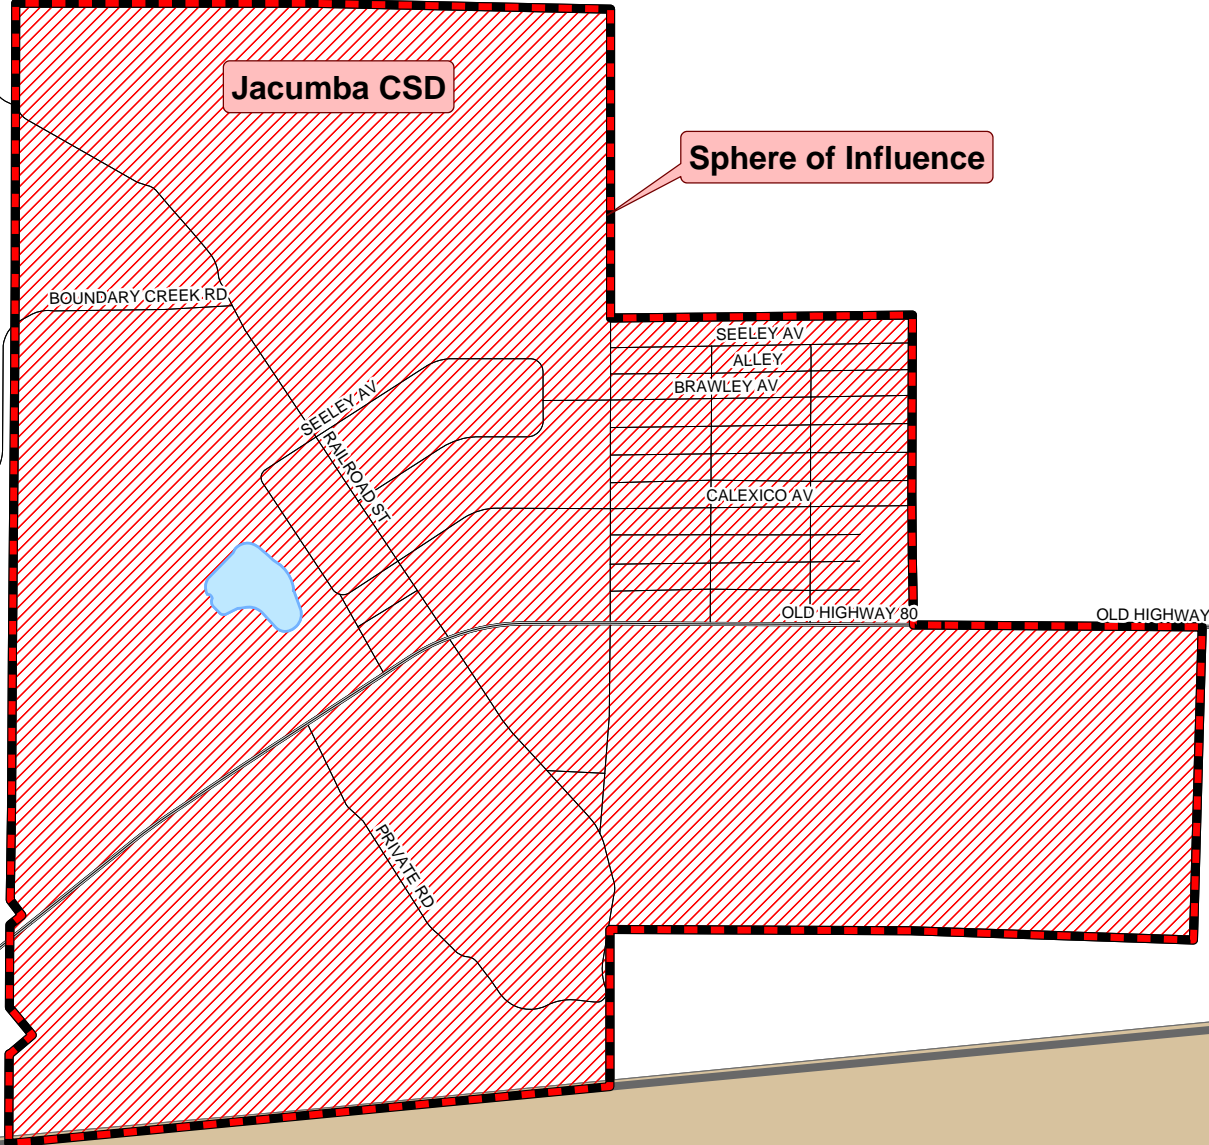 Jacumba CSD
Sphere of Influence
BOUNDARY CREEK RD
SEELEY AV
ALLEY
BRAWLEY AV
SEELEY AV
RAILROAD ST
CALEXICO AV
OLD HIGHWAY 80
OLD HIGHWAY
PRIVATE RD